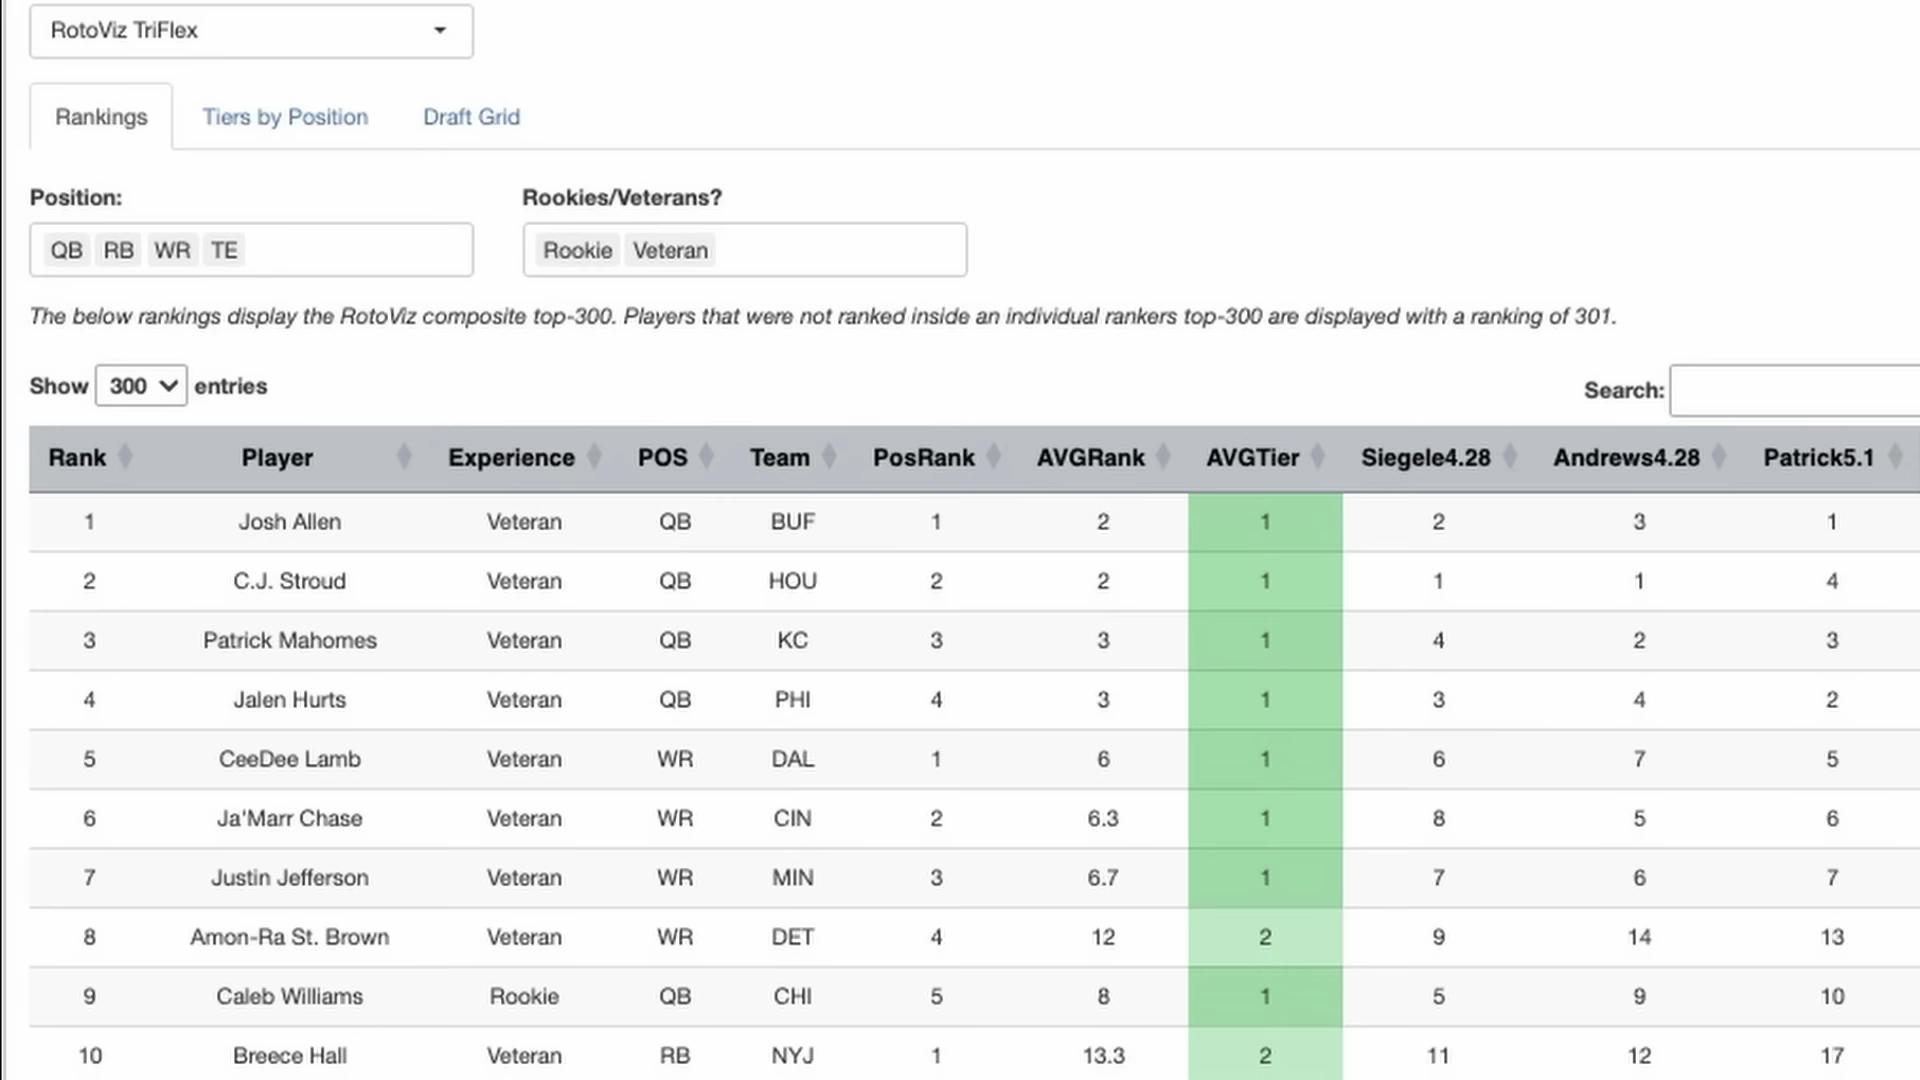 RotoViz TriFlex
Rankings Tiers by Position Draft Grid
Position: Rookies/Veterans?
QB RB WR TE Rookie Veteran
The below rankings display the RotoViz composite top-300. Players that were not ranked inside an individual rankers top-300 are displayed with a ranking of 301.
Show 300 entries Search:
Rank Player Experience POS Team PosRank AVGRank AVGTier Siegele4.28 Andrews4.28 Patrick5.1
1 Josh Allen Veteran QB BUF 1 2 1 2 3 1
2 C.J. Stroud Veteran QB HOU 2 2 1 1 1 4
3 Patrick Mahomes Veteran QB KC 3 3 1 4 2 3
4 Jalen Hurts Veteran QB PHI 4 3 1 3 4 2
5 CeeDee Lamb Veteran WR DAL 1 6 1 6 7 5
6 Ja'Marr Chase Veteran WR CIN 2 6.3 1 8 5 6
7 Justin Jefferson Veteran WR MIN 3 6.7 1 7 6 7
8 Amon-Ra St. Brown Veteran WR DET 4 12 2 9 14 13
9 Caleb Williams Rookie QB CHI 5 8 1 5 9 10
10 Breece Hall Veteran RB NYJ 1 13.3 2 11 12 17